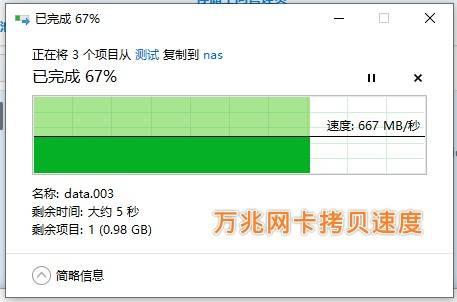 已完成 67%
正在将 3 个项目从 测试 复制到 nas
已完成 67%
速度: 667 MB/秒
名称: data.003
剩余时间: 大约 5 秒
剩余项目: 1 (0.98 GB)
万兆网卡拷贝速度
简略信息